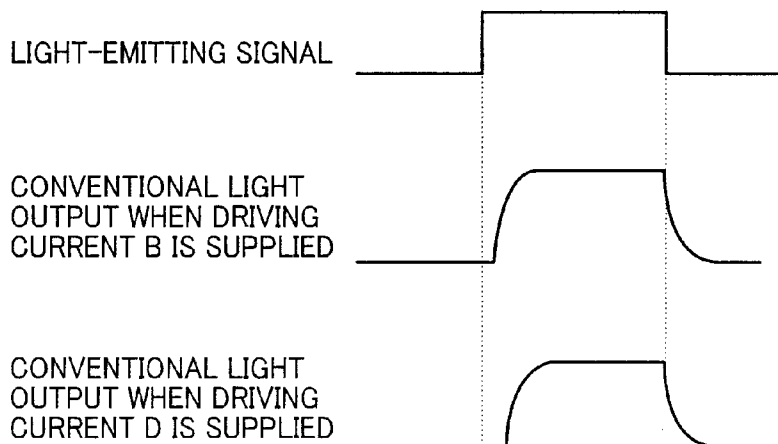 LIGHT-EMITTING SIGNAL
CONVENTIONAL LIGHT
OUTPUT WHEN DRIVING
CURRENT B IS SUPPLIED
CONVENTIONAL LIGHT
OUTPUT WHEN DRIVING
CURRENT D IS SUPPLIED